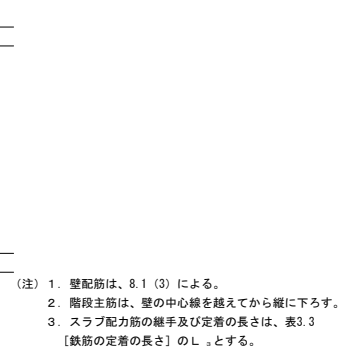 （注）１．壁配筋は、8.1（3）による。
２．階段主筋は、壁の中心線を越えてから縦に下ろす。
３．スラブ配力筋の継手及び定着の長さは、表3.3
［鉄筋の定着の長さ］のＬ₃とする。